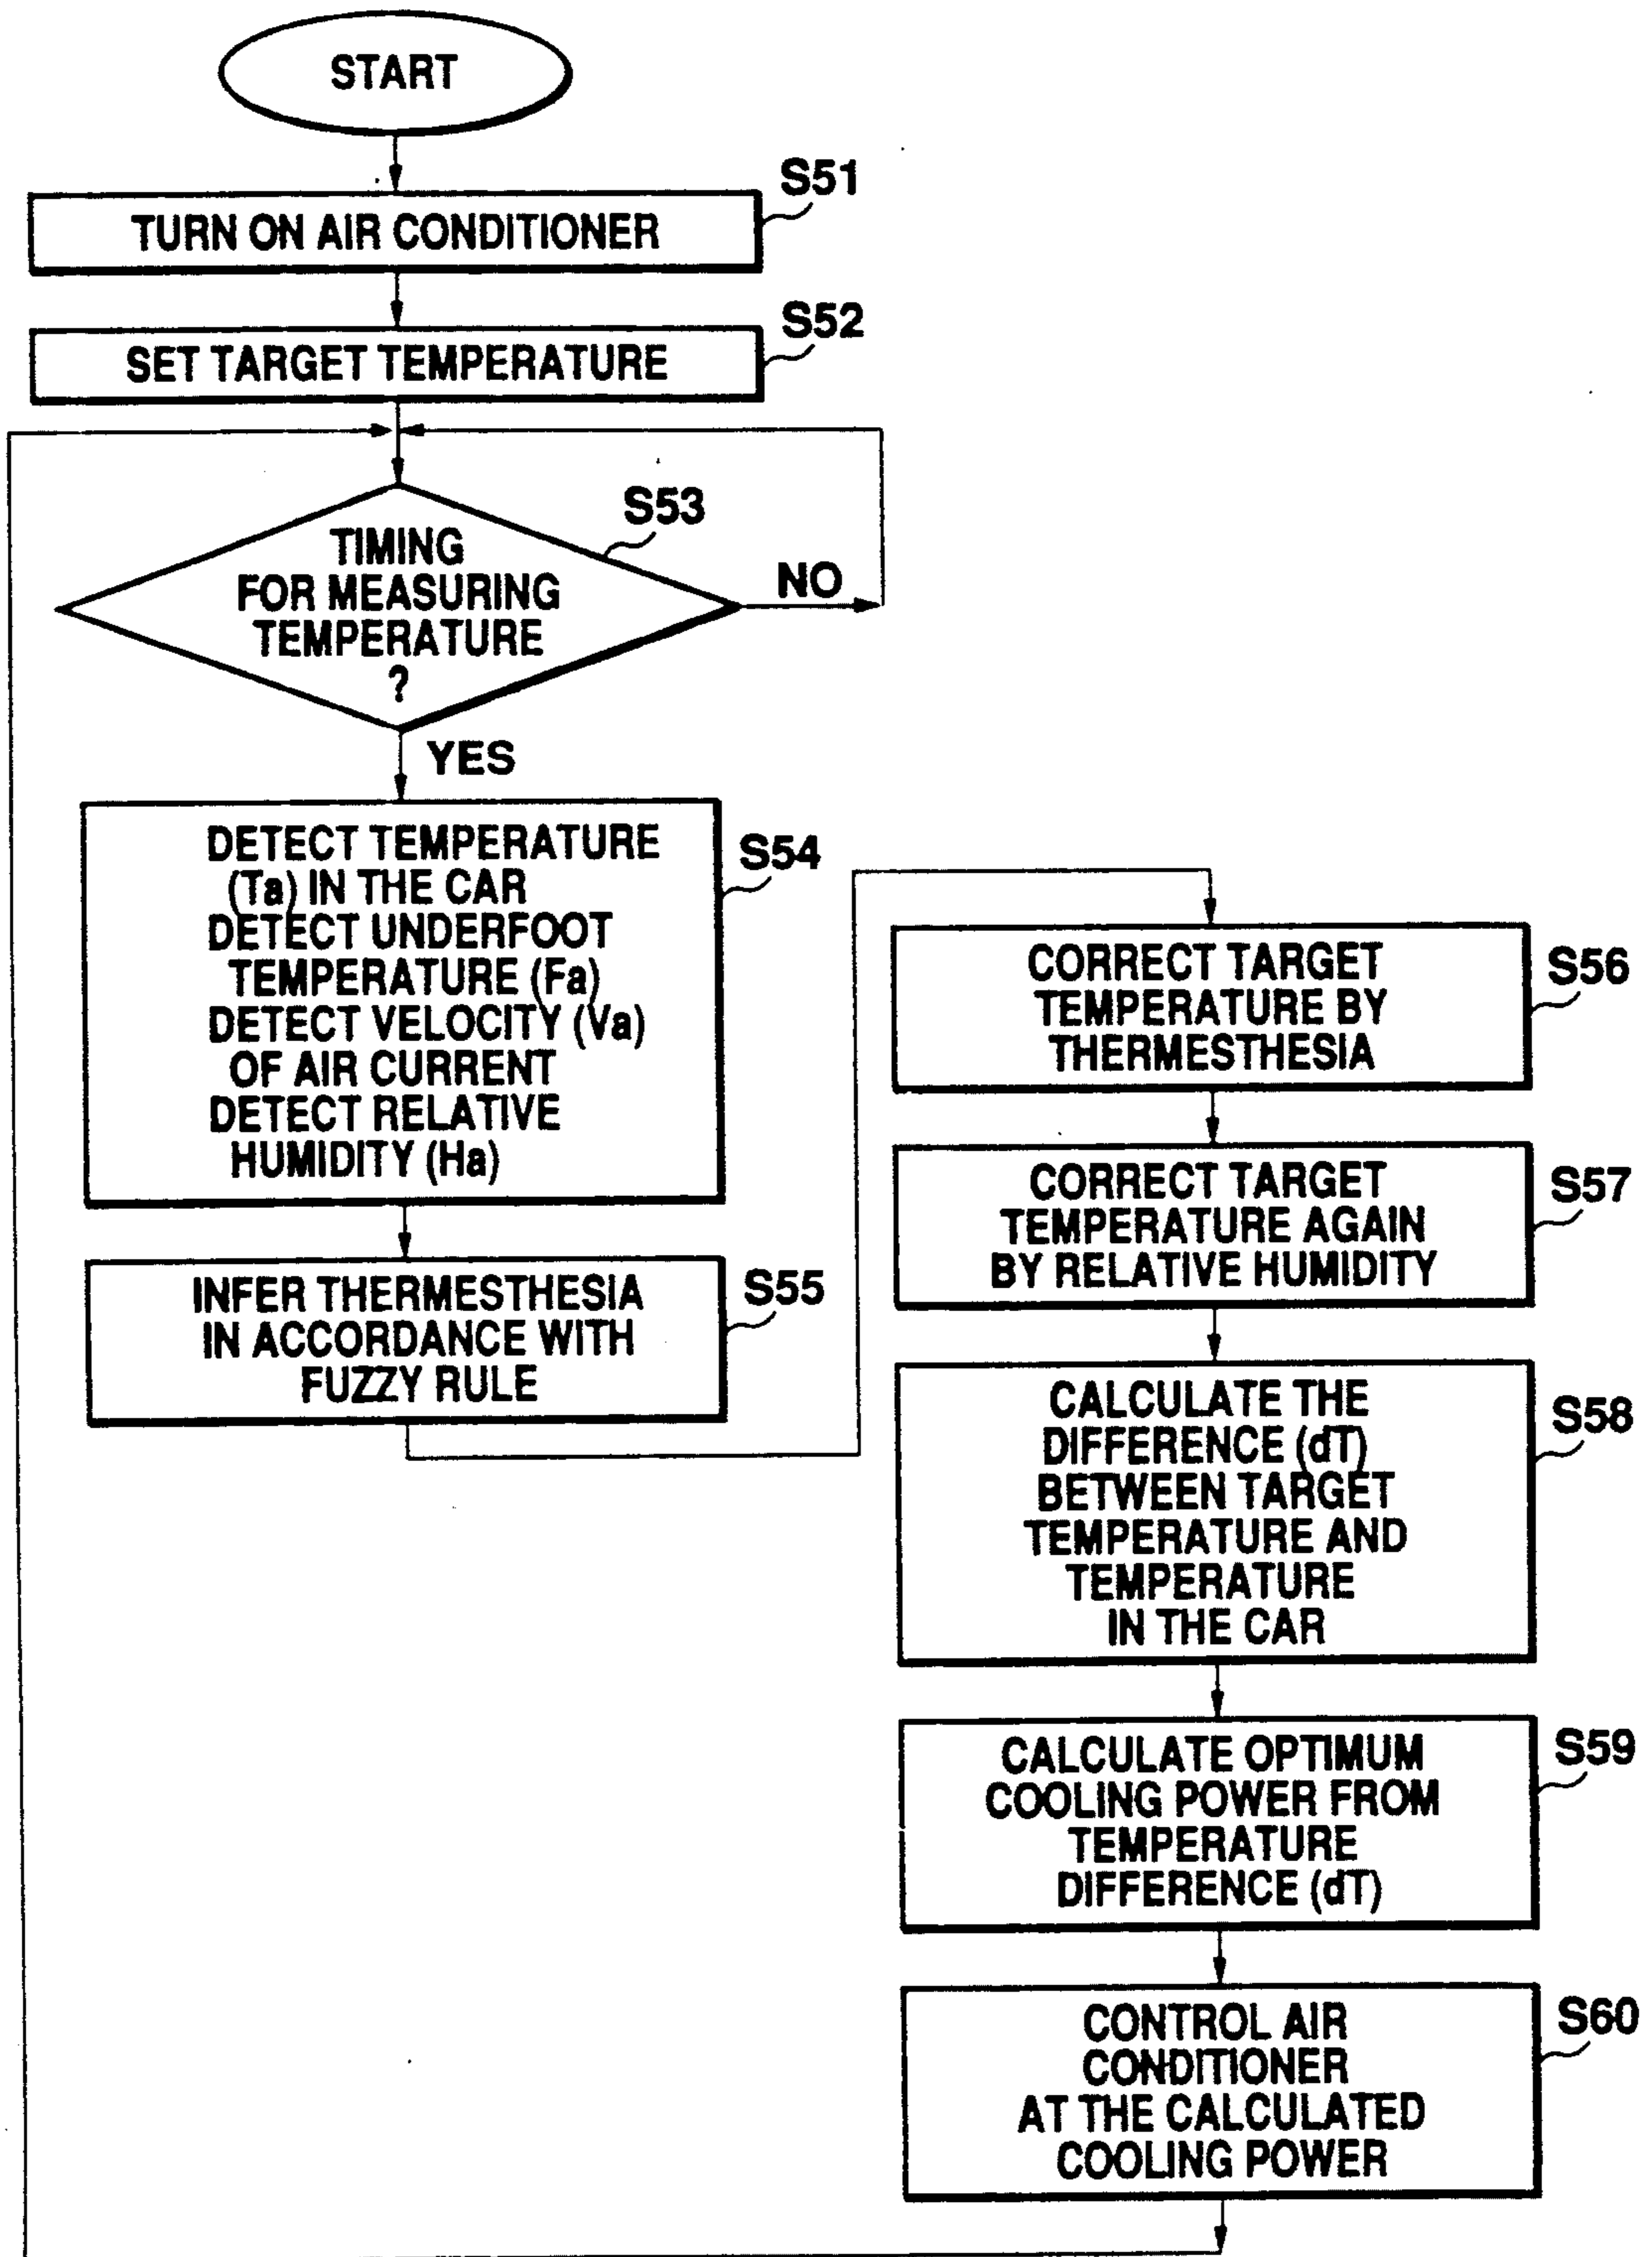 START
S51
TURN ON AIR CONDITIONER
S52
SET TARGET TEMPERATURE
S53
TIMING
FOR MEASURING
TEMPERATURE
?
NO
YES
S54
DETECT TEMPERATURE
(Ta) IN THE CAR
DETECT UNDERFOOT
TEMPERATURE (Fa)
DETECT VELOCITY (Va)
OF AIR CURRENT
DETECT RELATIVE
HUMIDITY (Ha)
S55
INFER THERMESTHESIA
IN ACCORDANCE WITH
FUZZY RULE
S56
CORRECT TARGET
TEMPERATURE BY
THERMESTHESIA
S57
CORRECT TARGET
TEMPERATURE AGAIN
BY RELATIVE HUMIDITY
S58
CALCULATE THE
DIFFERENCE (dT)
BETWEEN TARGET
TEMPERATURE AND
TEMPERATURE
IN THE CAR
S59
CALCULATE OPTIMUM
COOLING POWER FROM
TEMPERATURE
DIFFERENCE (dT)
S60
CONTROL AIR
CONDITIONER
AT THE CALCULATED
COOLING POWER